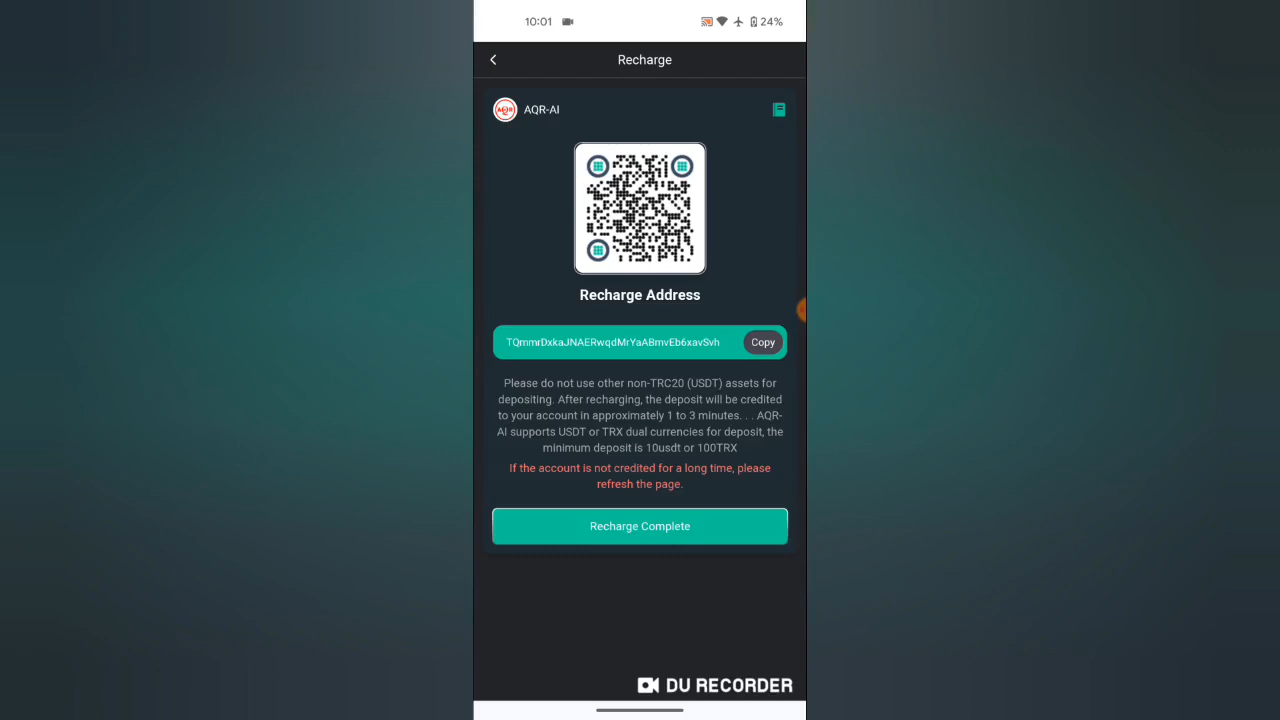 10:01
24%
Recharge
AQR-AI
Recharge Address
TQmmrDxkaJNAERwqdMrYaABmvEb6xavSvh
Copy
Please do not use other non-TRC20 (USDT) assets for
depositing. After recharging, the deposit will be credited
to your account in approximately 1 to 3 minutes. . . AQR-
AI supports USDT or TRX dual currencies for deposit, the
minimum deposit is 10usdt or 100TRX
If the account is not credited for a long time, please
refresh the page.
Recharge Complete
DU RECORDER